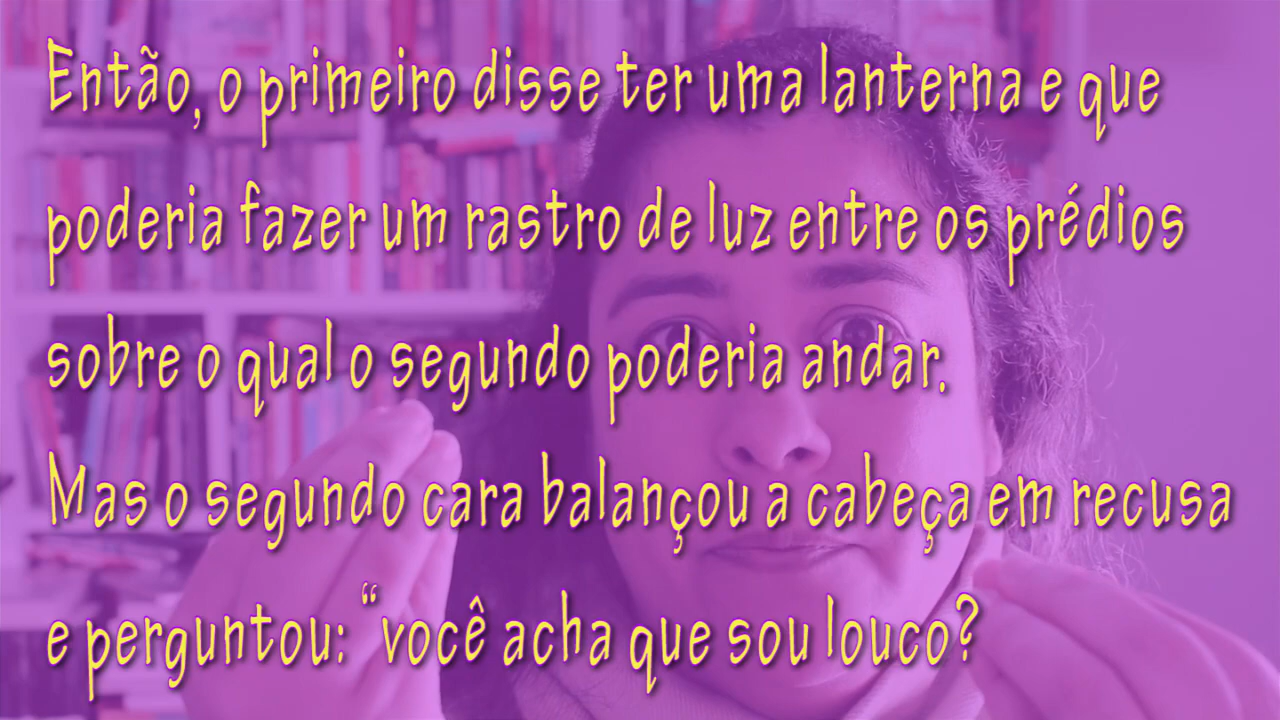 Então, o primeiro disse ter uma lanterna e que
poderia fazer um rastro de luz entre os prédios
sobre o qual o segundo poderia andar.
Mas o segundo cara balançou a cabeça em recusa
e perguntou: “você acha que sou louco?